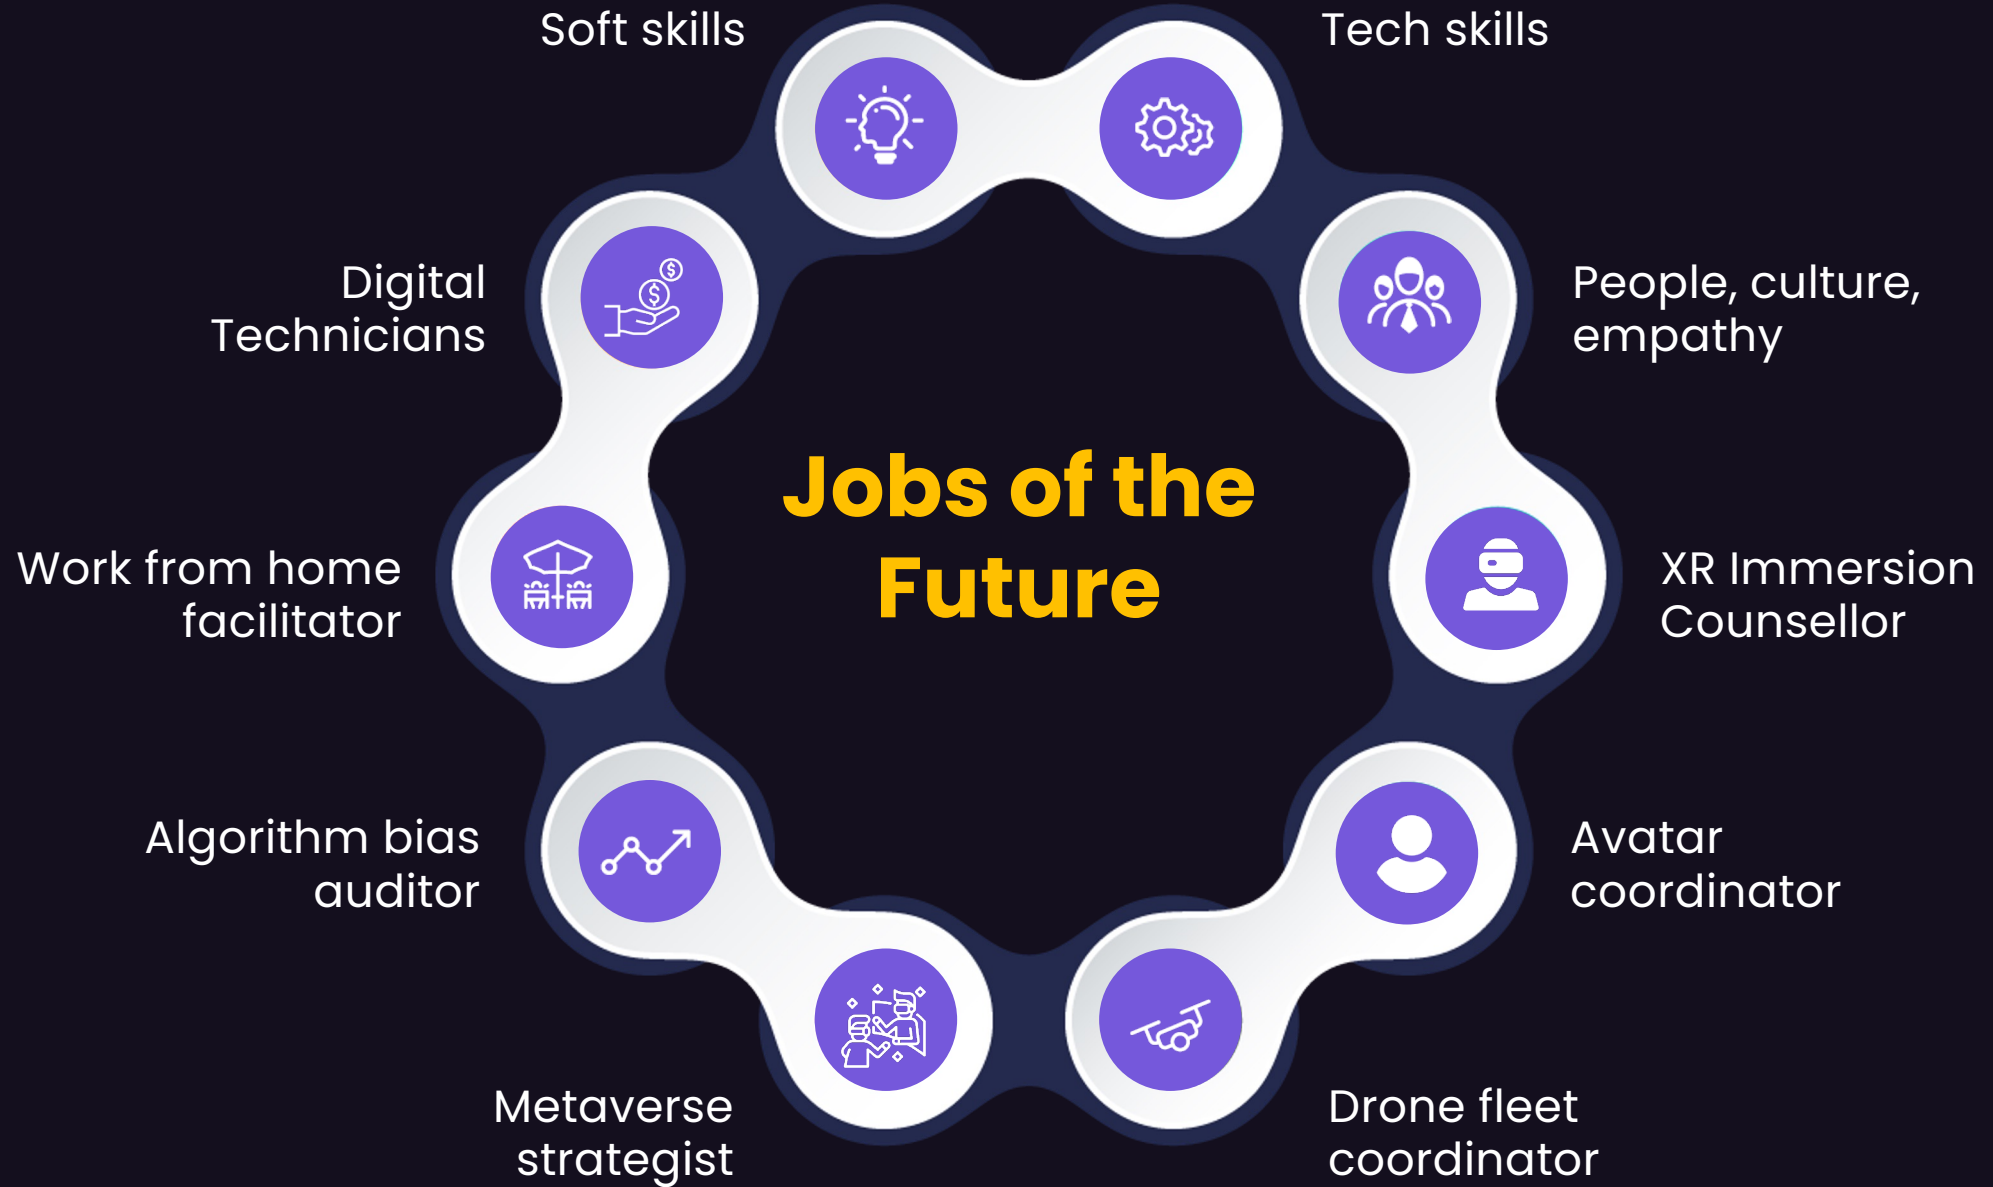 Soft skills
Tech skills
Digital
Technicians
People, culture,
empathy
Jobs of the
Future
Work from home
facilitator
XR Immersion
Counsellor
Algorithm bias
auditor
Avatar
coordinator
Metaverse
strategist
Drone fleet
coordinator